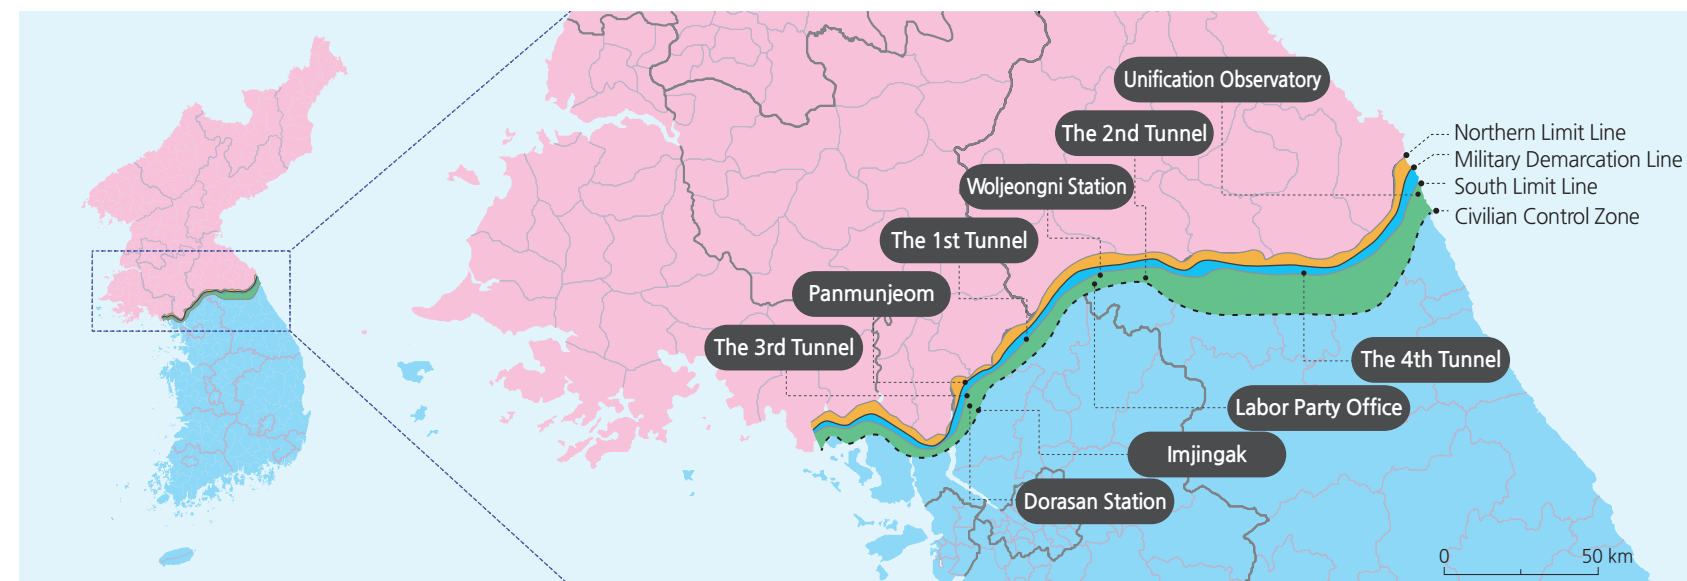 Unification Observatory
The 2nd Tunnel
Northern Limit Line
Military Demarcation Line
Woljeongni Station
South Limit Line
Civilian Control Zone
The 1st Tunnel
Panmunjeom
The 3rd Tunnel
The 4th Tunnel
Labor Party Office
Imjingak
Dorasan Station
0 50 km